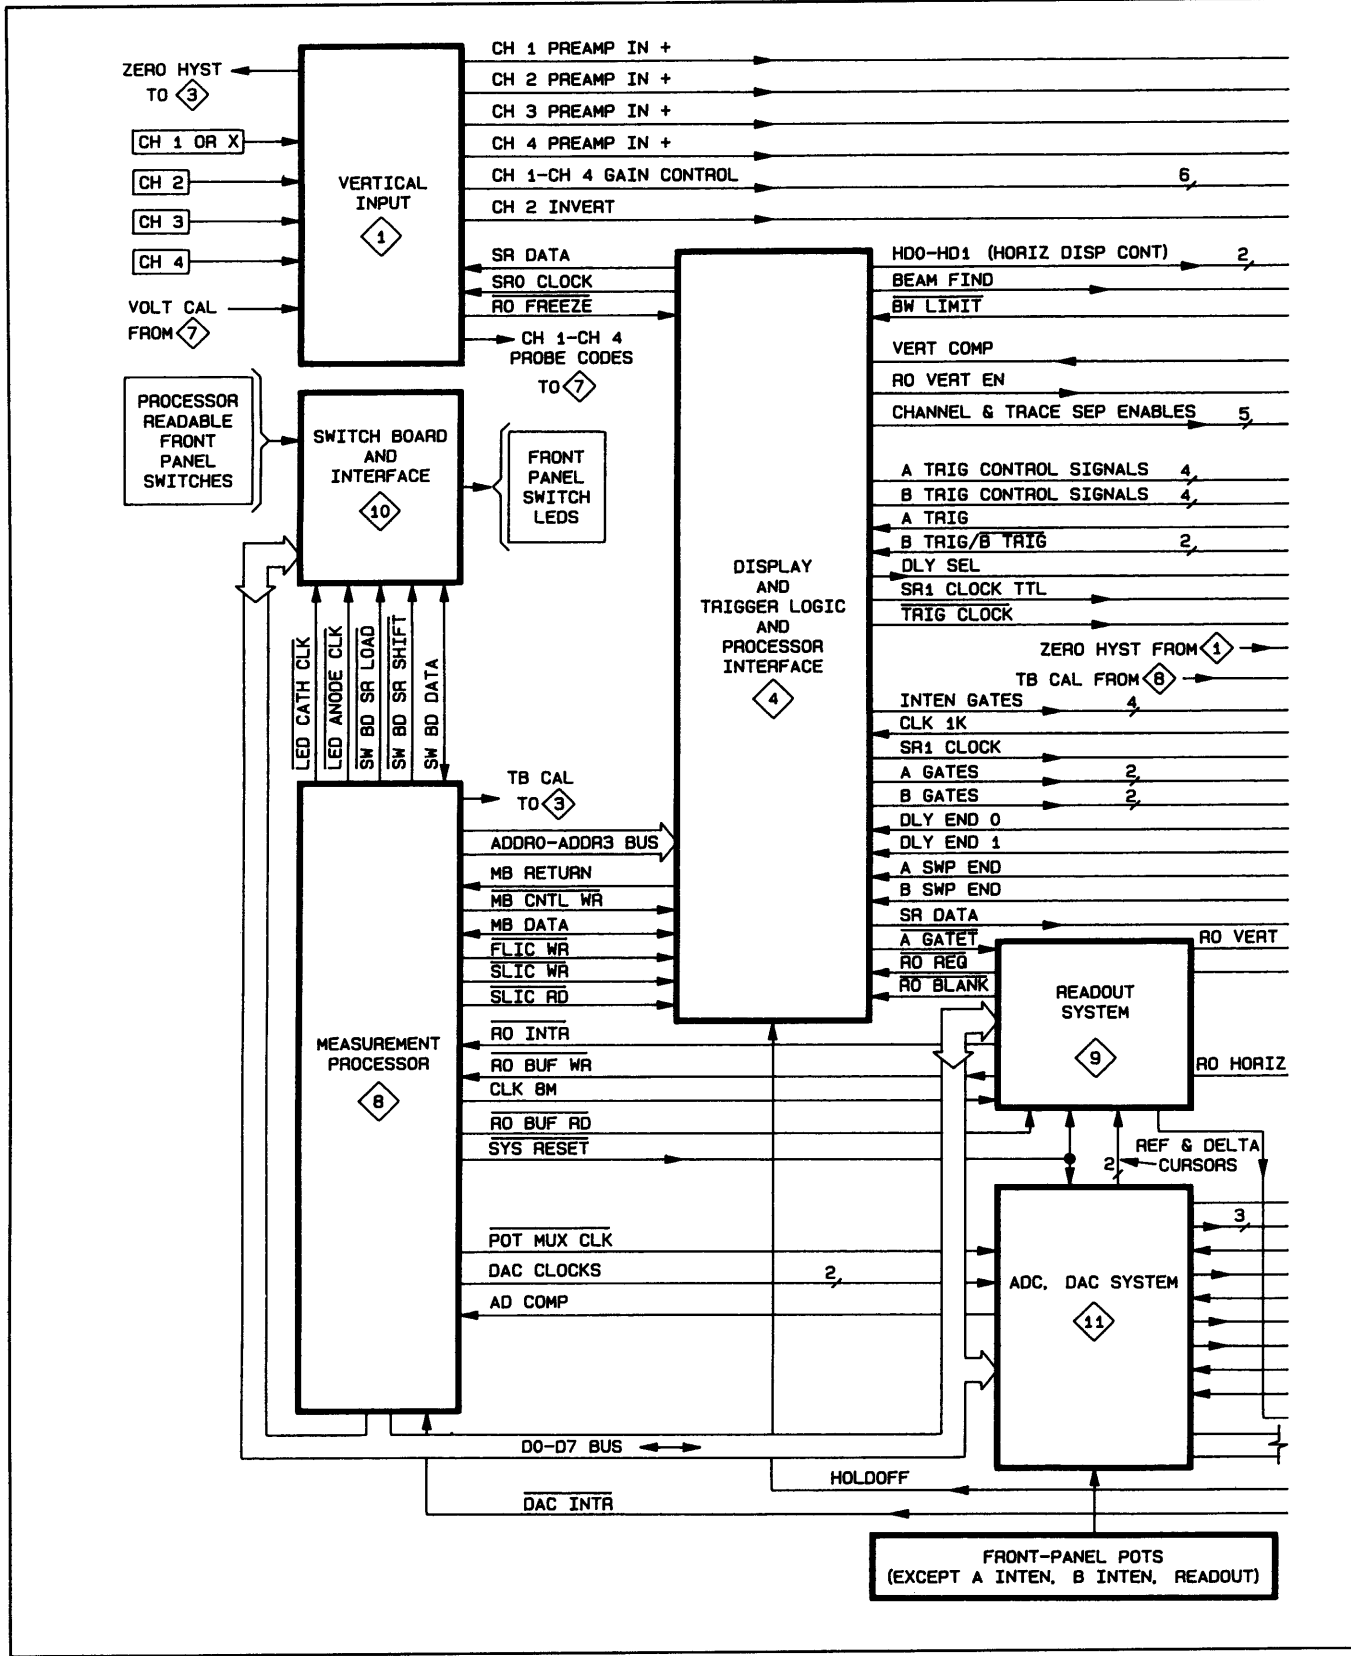 CH 1 PREAMP IN +
ZERO HYST
TO 3
CH 2 PREAMP IN +
CH 3 PREAMP IN +
CH 1 OR X
CH 4 PREAMP IN +
CH 2
VERTICAL
INPUT
1
CH 1-CH 4 GAIN CONTROL
6
CH 3
CH 2 INVERT
CH 4
SR DATA
SR0 CLOCK
RO FREEZE
VOLT CAL
FROM 7
CH 1-CH 4
PROBE CODES
TO 7
HD0-HD1 (HORIZ DISP CONT)
2
BEAM FIND
BW LIMIT
VERT COMP
RO VERT EN
CHANNEL & TRACE SEP ENABLES
5
PROCESSOR
READABLE
FRONT
PANEL
SWITCHES
SWITCH BOARD
AND
INTERFACE
10
FRONT
PANEL
SWITCH
LEDS
A TRIG CONTROL SIGNALS
4
B TRIG CONTROL SIGNALS
4
A TRIG
B TRIG/B TRIG
2
DLY SEL
SR1 CLOCK TTL
TRIG CLOCK
DISPLAY
AND
TRIGGER LOGIC
AND
PROCESSOR
INTERFACE
4
ZERO HYST FROM 1
TB CAL FROM 8
LED CATH CLK
LED ANODE CLK
SW BD SR LOAD
SW BD SR SHIFT
SW BD DATA
INTEN GATES
4
CLK 1K
SR1 CLOCK
A GATES
2
B GATES
2
DLY END 0
DLY END 1
A SWP END
B SWP END
SR DATA
A GATET
RO REQ
RO BLANK
TB CAL
TO 3
ADDR0-ADDR3 BUS
MB RETURN
MB CNTL WR
MB DATA
FLIC WR
SLIC WR
SLIC RD
RO VERT
READOUT
SYSTEM
9
MEASUREMENT
PROCESSOR
8
RO INTR
RO BUF WR
CLK 8M
RO BUF RD
SYS RESET
RO HORIZ
REF & DELTA
CURSORS
2
POT MUX CLK
DAC CLOCKS
2
AD COMP
3
ADC, DAC SYSTEM
11
D0-D7 BUS
HOLDOFF
DAC INTR
FRONT-PANEL POTS
(EXCEPT A INTEN, B INTEN, READOUT)